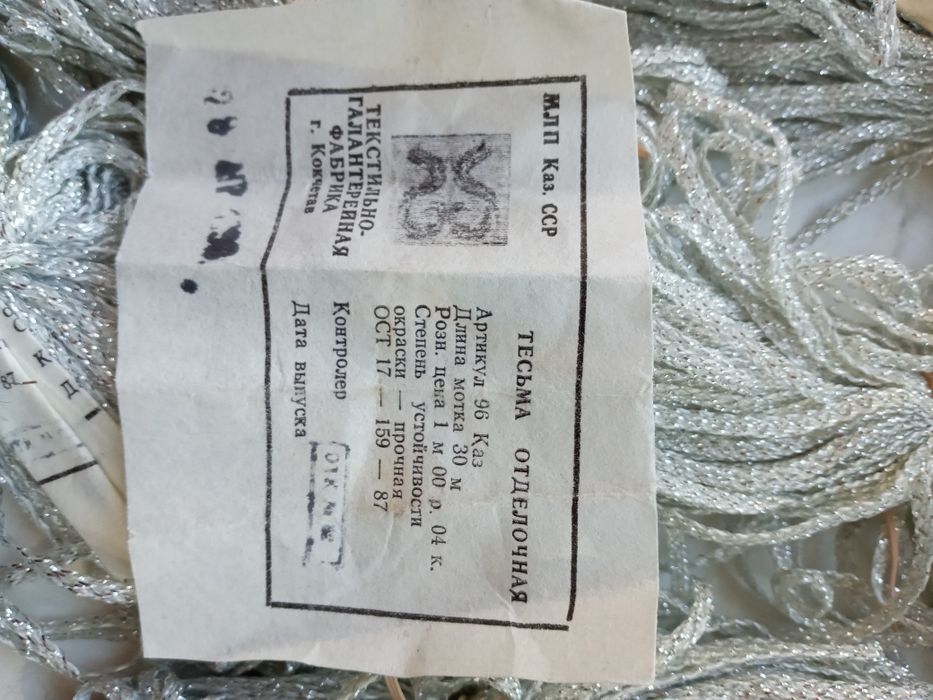 МЛП Каз. ССР
ТЕКСТИЛЬНО-
ГАЛАНТЕРЕЙНАЯ
ФАБРИКА
г. Кокчетав
ТЕСЬМА ОТДЕЛОЧНАЯ
Артикул 96 Каз
Длина мотка 30 м
Розн. цена 1 м 00 р. 04 к.
Степень устойчивости
окраски — прочная
ОСТ 17 — 159 — 87
Контролер
Дата выпуска
ОТК